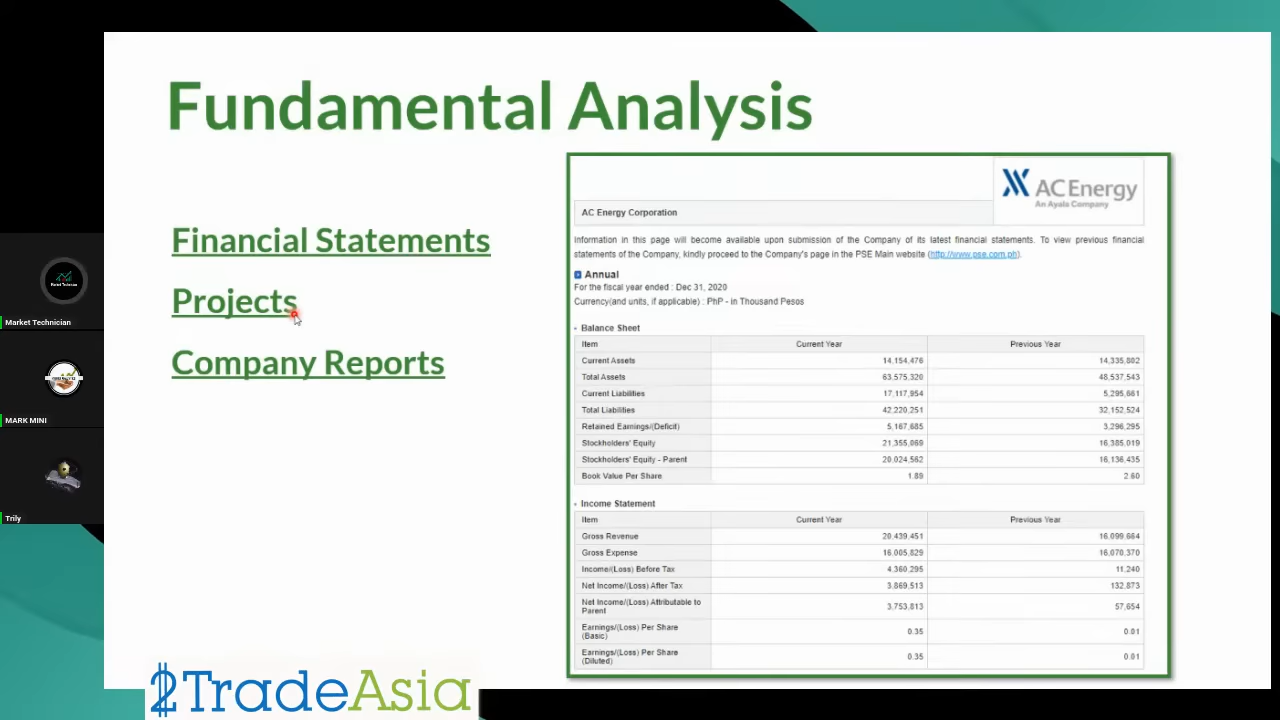 Fundamental Analysis
Financial Statements
Projects
Company Reports
AC Energy
An Ayala Company
AC Energy Corporation
Information in this page will become available upon submission of the Company of its latest financial statements. To view previous financial
statements of the Company, kindly proceed to the Company's page in the PSE Main website (http://www.pse.com.ph).
Annual
For the fiscal year ended : Dec 31, 2020
Currency(and units, if applicable) : PhP - in Thousand Pesos
Balance Sheet
Item Current Year Previous Year
Current Assets 14,154,476 14,335,802
Total Assets 63,575,320 48,537,543
Current Liabilities 17,117,954 5,295,661
Total Liabilities 42,220,251 32,152,524
Retained Earnings/(Deficit) 5,167,685 3,296,295
Stockholders' Equity 21,355,069 16,385,019
Stockholders' Equity - Parent 20,024,562 16,136,435
Book Value Per Share 1.89 2.60
Income Statement
Item Current Year Previous Year
Gross Revenue 20,439,451 16,099,664
Gross Expense 16,005,829 16,070,370
Income/(Loss) Before Tax 4,360,295 11,240
Net Income/(Loss) After Tax 3,869,513 132,873
Net Income/(Loss) Attributable to
Parent 3,753,813 57,654
Earnings/(Loss) Per Share
(Basic) 0.35 0.01
Earnings/(Loss) Per Share
(Diluted) 0.35 0.01
Market Technician
MARK MINI
Trily
2TradeAsia